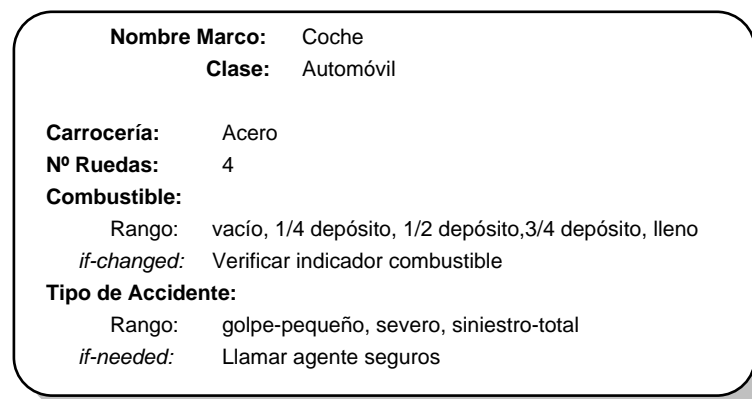 Nombre Marco: Coche
Clase: Automóvil
Carrocería: Acero
Nº Ruedas: 4
Combustible:
Rango: vacío, 1/4 depósito, 1/2 depósito,3/4 depósito, lleno
if-changed: Verificar indicador combustible
Tipo de Accidente:
Rango: golpe-pequeño, severo, siniestro-total
if-needed: Llamar agente seguros